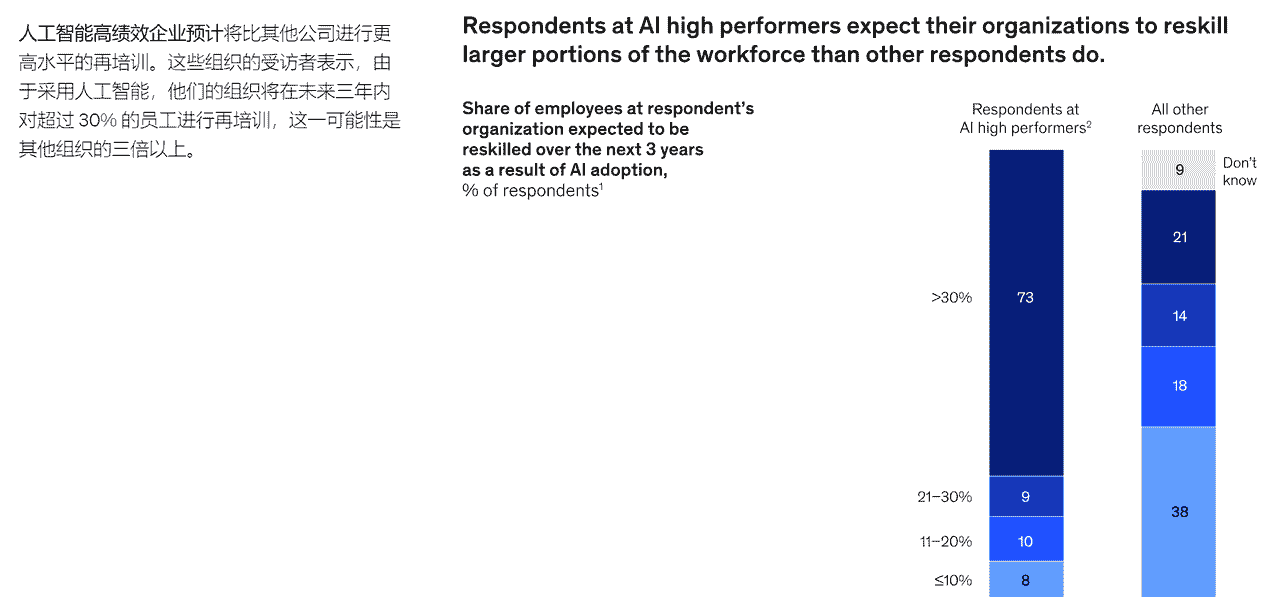 人工智能高绩效企业预计将比其他公司进行更
高水平的再培训。这些组织的受访者表示，由
于采用人工智能，他们的组织将在未来三年内
对超过 30% 的员工进行再培训，这一可能性是
其他组织的三倍以上。
Respondents at AI high performers expect their organizations to reskill
larger portions of the workforce than other respondents do.
Share of employees at respondent's
organization expected to be
reskilled over the next 3 years
as a result of AI adoption,
% of respondents¹
Respondents at
AI high performers²
All other
respondents
9
Don't
know
21
>30%
73
14
18
21–30%
9
38
11–20%
10
≤10%
8